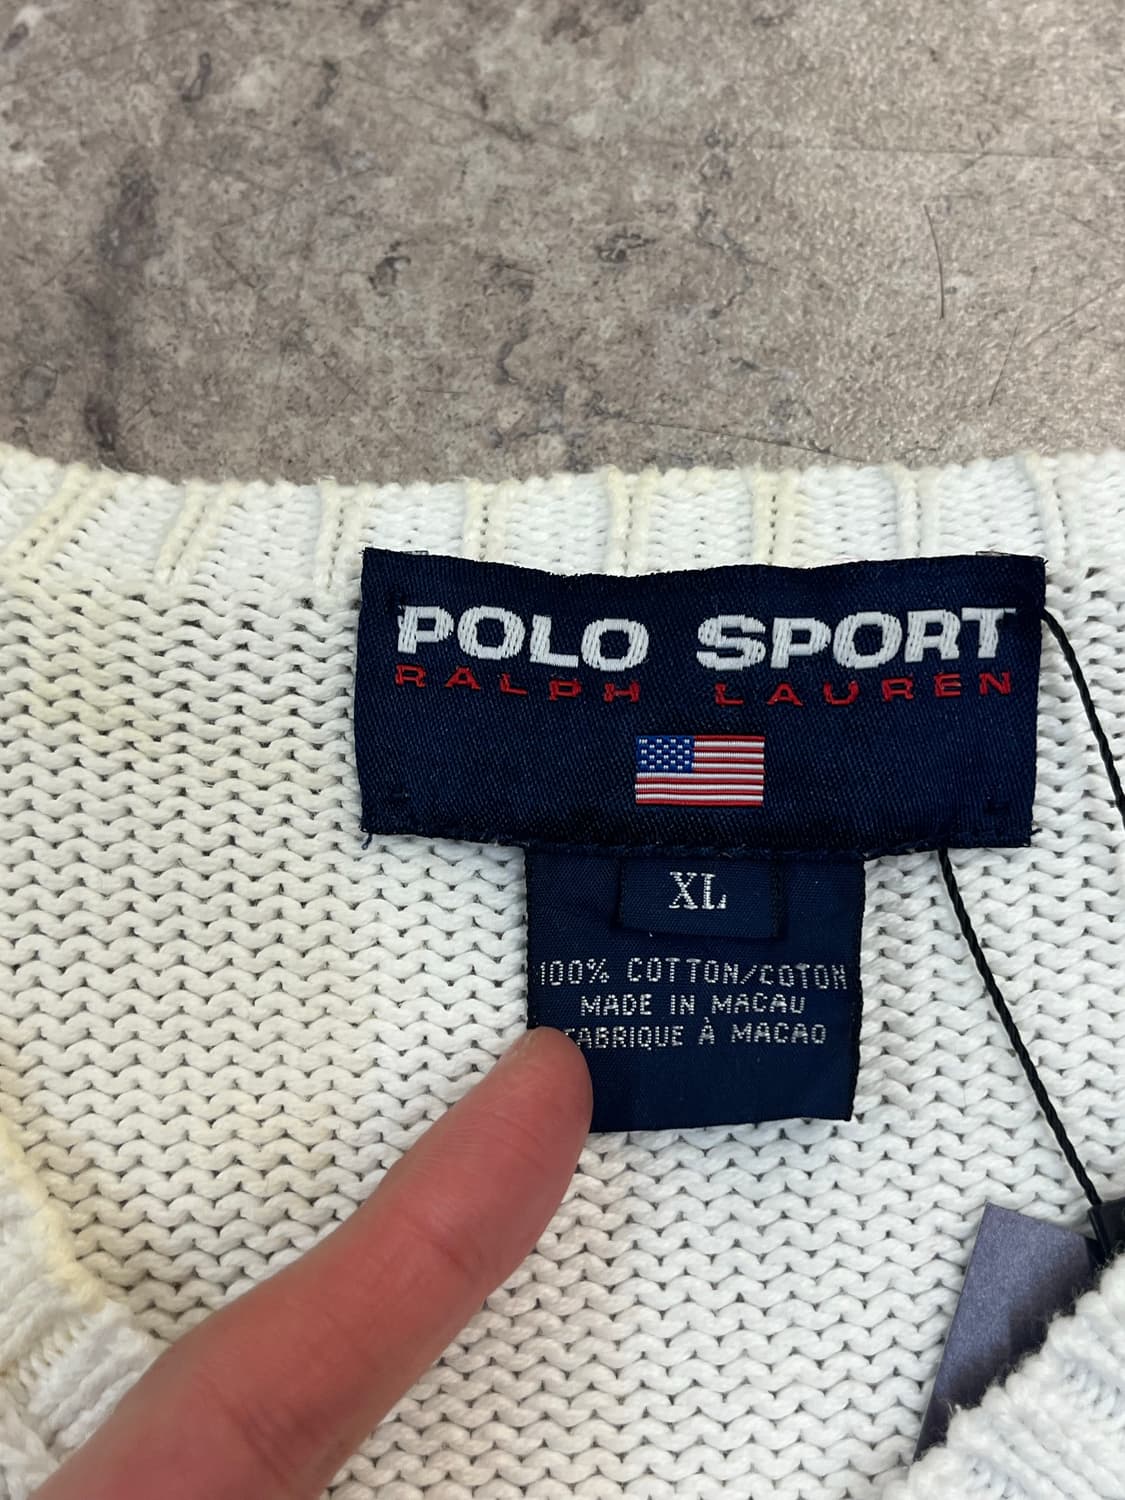 POLO SPORT
RALPH LAUREN
XL
100% COTTON/COTON
MADE IN MACAU
FABRIQUE À MACAO